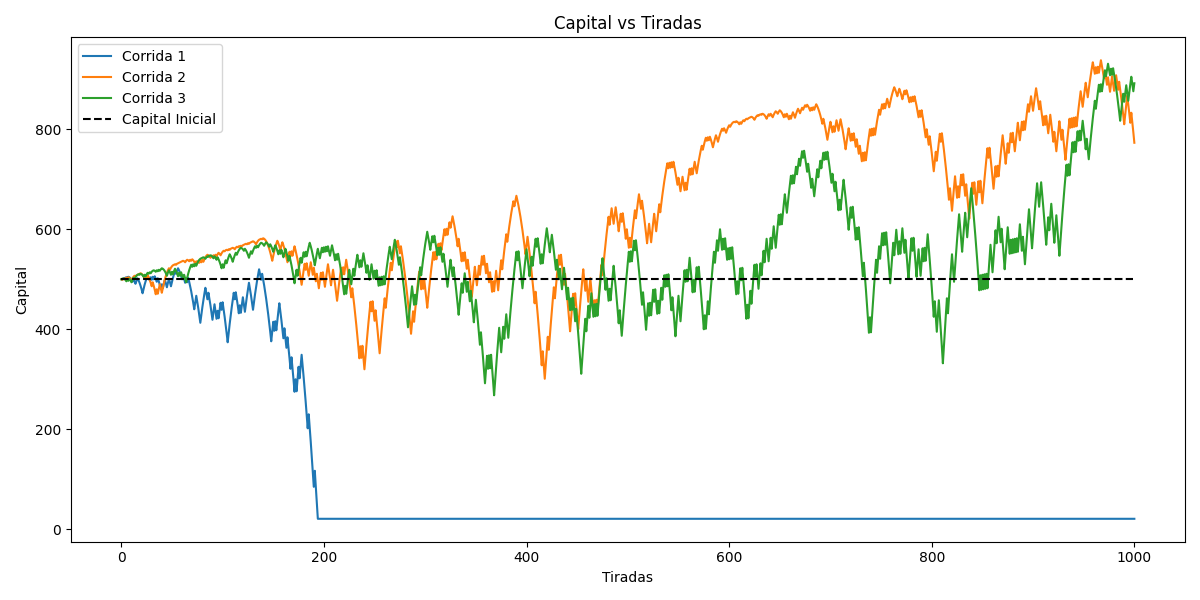 Capital vs Tiradas
Corrida 1
Corrida 2
Corrida 3
Capital Inicial
Capital
800
600
400
200
0
0 200 400 600 800 1000
Tiradas